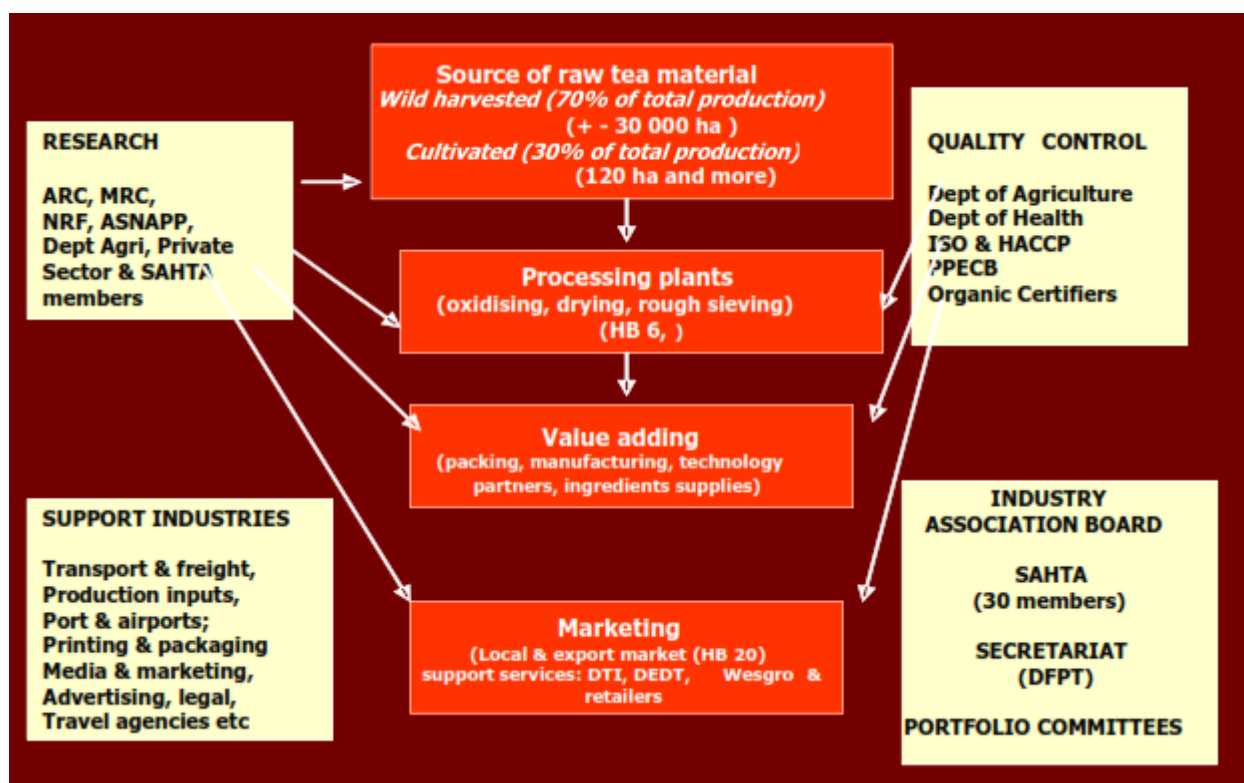 Source of raw tea material
Wild harvested (70% of total production)
(+ - 30 000 ha )
Cultivated (30% of total production)
(120 ha and more)
RESEARCH
ARC, MRC,
NRF, ASNAPP,
Dept Agri, Private
Sector & SAHTA
members
QUALITY CONTROL
Dept of Agriculture
Dept of Health
ISO & HACCP
PPECB
Organic Certifiers
Processing plants
(oxidising, drying, rough sieving)
(HB 6, )
Value adding
(packing, manufacturing, technology
partners, ingredients supplies)
SUPPORT INDUSTRIES
Transport & freight,
Production inputs,
Port & airports;
Printing & packaging
Media & marketing,
Advertising, legal,
Travel agencies etc
Marketing
(Local & export market (HB 20)
support services: DTI, DEDT, Wesgro &
retailers
INDUSTRY
ASSOCIATION BOARD
SAHTA
(30 members)
SECRETARIAT
(DFPT)
PORTFOLIO COMMITTEES